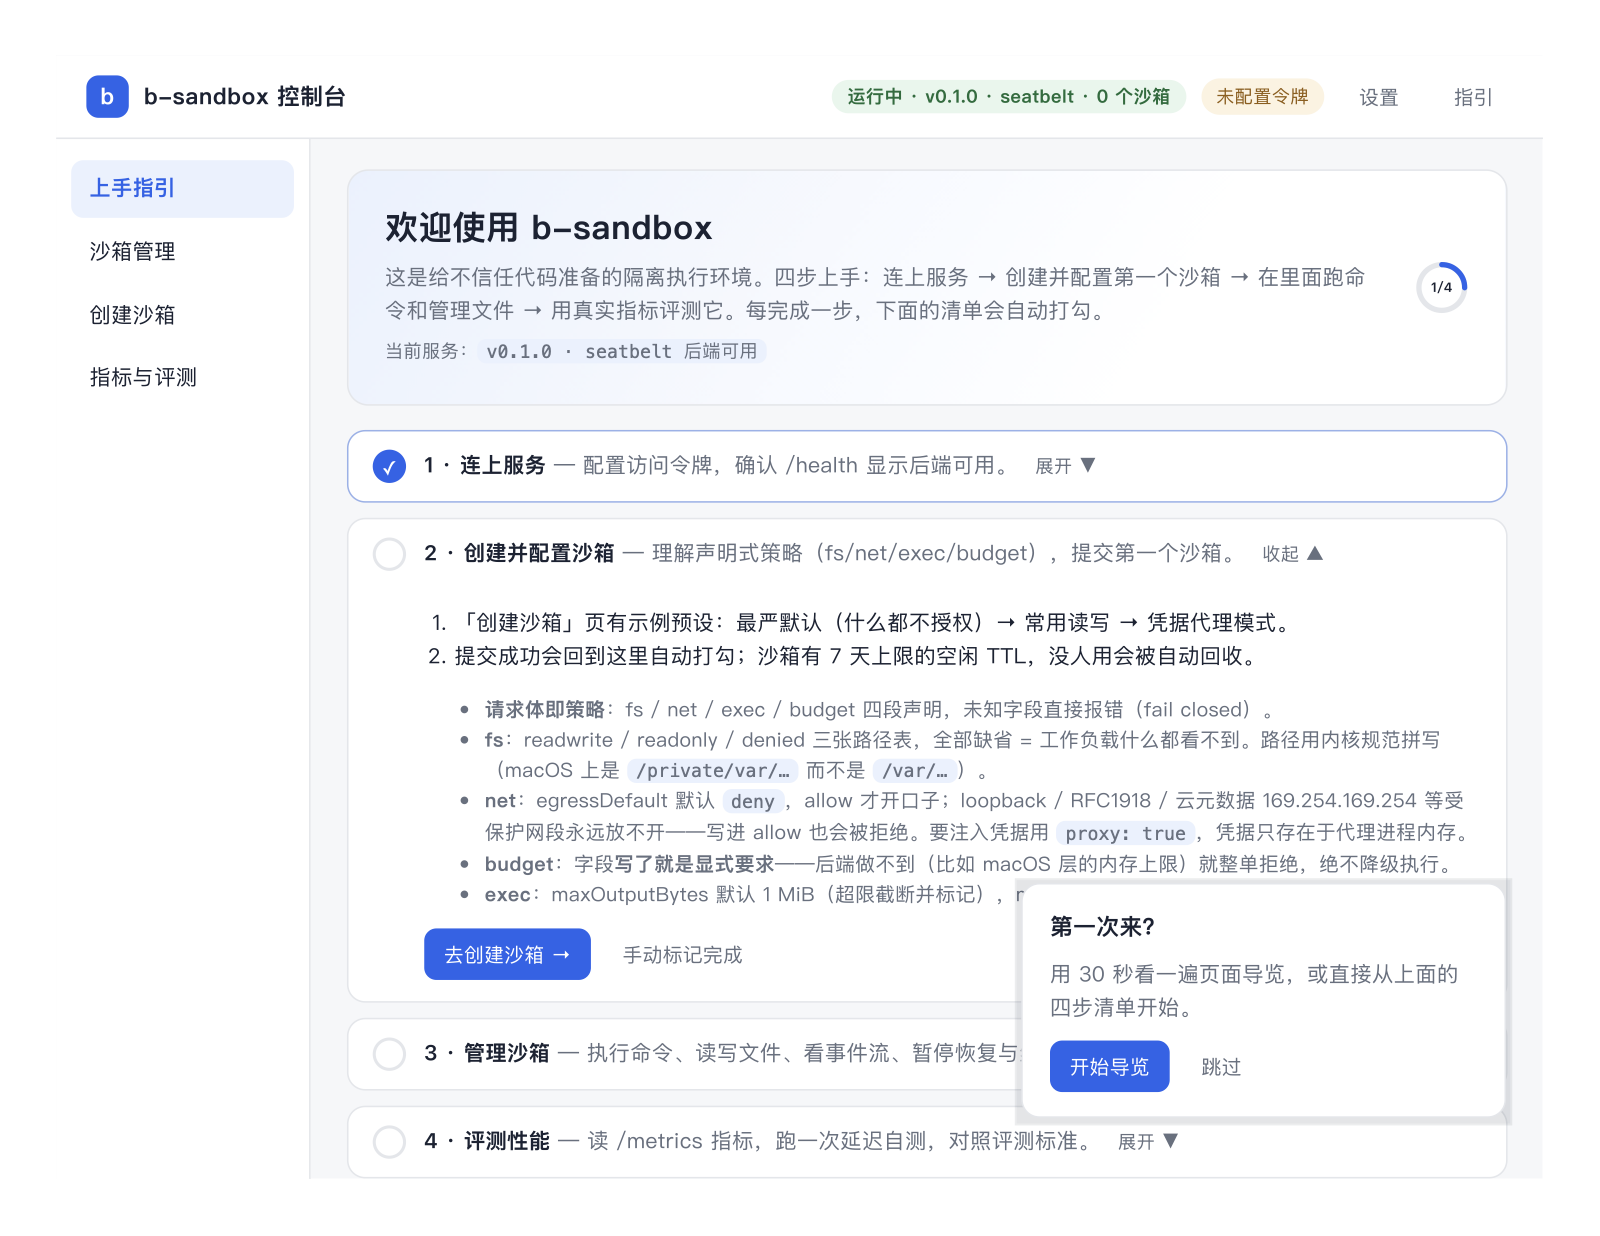 b b-sandbox 控制台
运行中 · v0.1.0 · seatbelt · 0 个沙箱
未配置令牌
设置
指引
上手指引
沙箱管理
创建沙箱
指标与评测
欢迎使用 b-sandbox
这是给不信任代码准备的隔离执行环境。四步上手：连上服务 → 创建并配置第一个沙箱 → 在里面跑命
令和管理文件 → 用真实指标评测它。每完成一步，下面的清单会自动打勾。
当前服务： v0.1.0 · seatbelt 后端可用
1/4
1 · 连上服务 — 配置访问令牌，确认 /health 显示后端可用。 展开 ▼
2 · 创建并配置沙箱 — 理解声明式策略（fs/net/exec/budget），提交第一个沙箱。 收起 ▲
1. 「创建沙箱」页有示例预设：最严默认（什么都不授权）→ 常用读写 → 凭据代理模式。
2. 提交成功会回到这里自动打勾；沙箱有 7 天上限的空闲 TTL，没人用会被自动回收。
• 请求体即策略：fs / net / exec / budget 四段声明，未知字段直接报错（fail closed）。
• fs：readwrite / readonly / denied 三张路径表，全部缺省 = 工作负载什么都看不到。路径用内核规范拼写
（macOS 上是 /private/var/… 而不是 /var/…）。
• net：egressDefault 默认 deny，allow 才开口子；loopback / RFC1918 / 云元数据 169.254.169.254 等受
保护网段永远放不开——写进 allow 也会被拒绝。要注入凭据用 proxy: true，凭据只存在于代理进程内存。
• budget：字段写了就是显式要求——后端做不到（比如 macOS 层的内存上限）就整单拒绝，绝不降级执行。
• exec：maxOutputBytes 默认 1 MiB（超限截断并标记），
去创建沙箱 →
手动标记完成
3 · 管理沙箱 — 执行命令、读写文件、看事件流、暂停恢复与
4 · 评测性能 — 读 /metrics 指标，跑一次延迟自测，对照评测标准。 展开 ▼
第一次来?
用 30 秒看一遍页面导览，或直接从上面的
四步清单开始。
开始导览
跳过